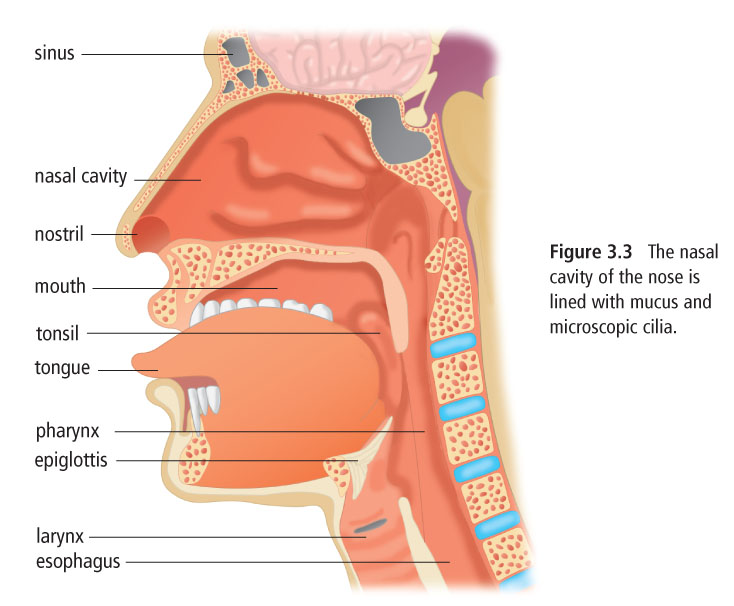 sinus
nasal cavity
nostril
mouth
tonsil
tongue
pharynx
epiglottis
larynx
esophagus
Figure 3.3 The nasal
cavity of the nose is
lined with mucus and
microscopic cilia.